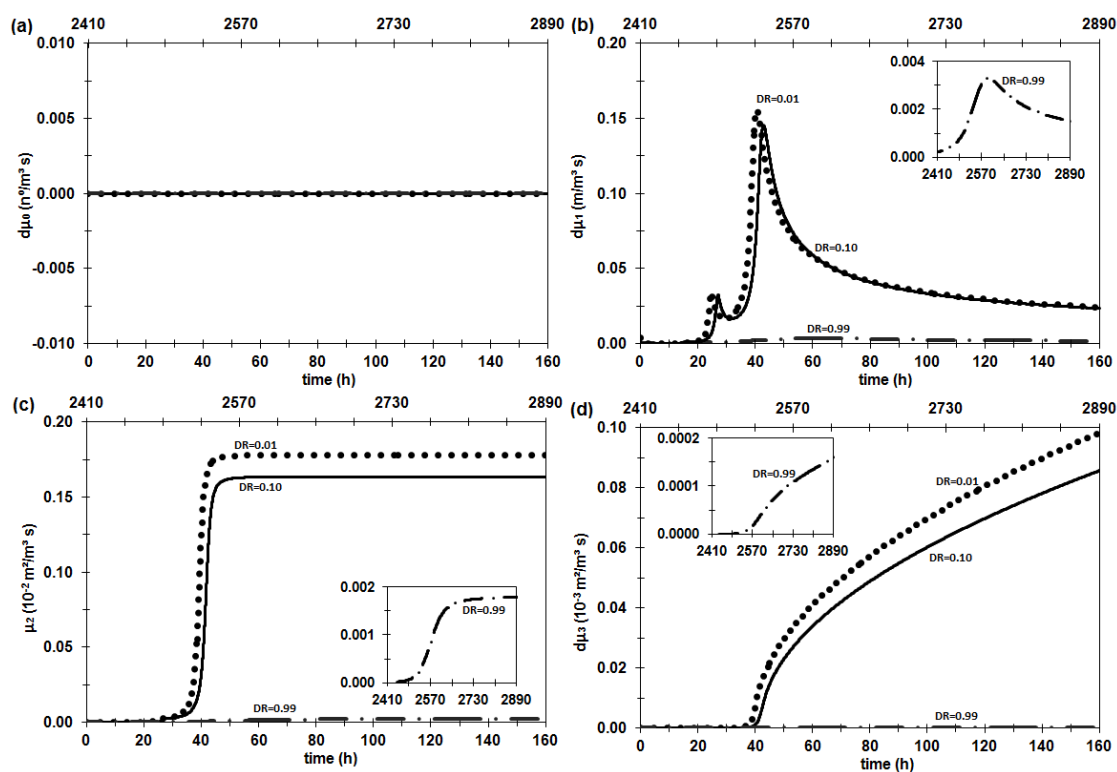 (a)
2410 2570 2730 2890
0.010
0.005
0.000
-0.005
-0.010
dµ₀ (nº/m³ s)
0 20 40 60 80 100 120 140 160
time (h)
(b)
2410 2570 2730 2890
0.20
0.15
0.10
0.05
0.00
dµ₁ (m/m³ s)
DR=0.01
DR=0.10
DR=0.99
0.004
0.002
0.000
DR=0.99
2410 2570 2730 2890
0 20 40 60 80 100 120 140 160
time (h)
(c)
2410 2570 2730 2890
0.20
0.15
0.10
0.05
0.00
µ₂ (10⁻² m²/m³ s)
DR=0.01
DR=0.10
DR=0.99
0.002
0.001
0.000
DR=0.99
2410 2570 2730 2890
0 20 40 60 80 100 120 140 160
time (h)
(d)
2410 2570 2730 2890
0.10
0.08
0.06
0.04
0.02
0.00
dµ₃ (10⁻³ m²/m³ s)
0.0002
0.0001
0.0000
DR=0.99
2410 2570 2730 2890
DR=0.01
DR=0.10
DR=0.99
0 20 40 60 80 100 120 140 160
time (h)